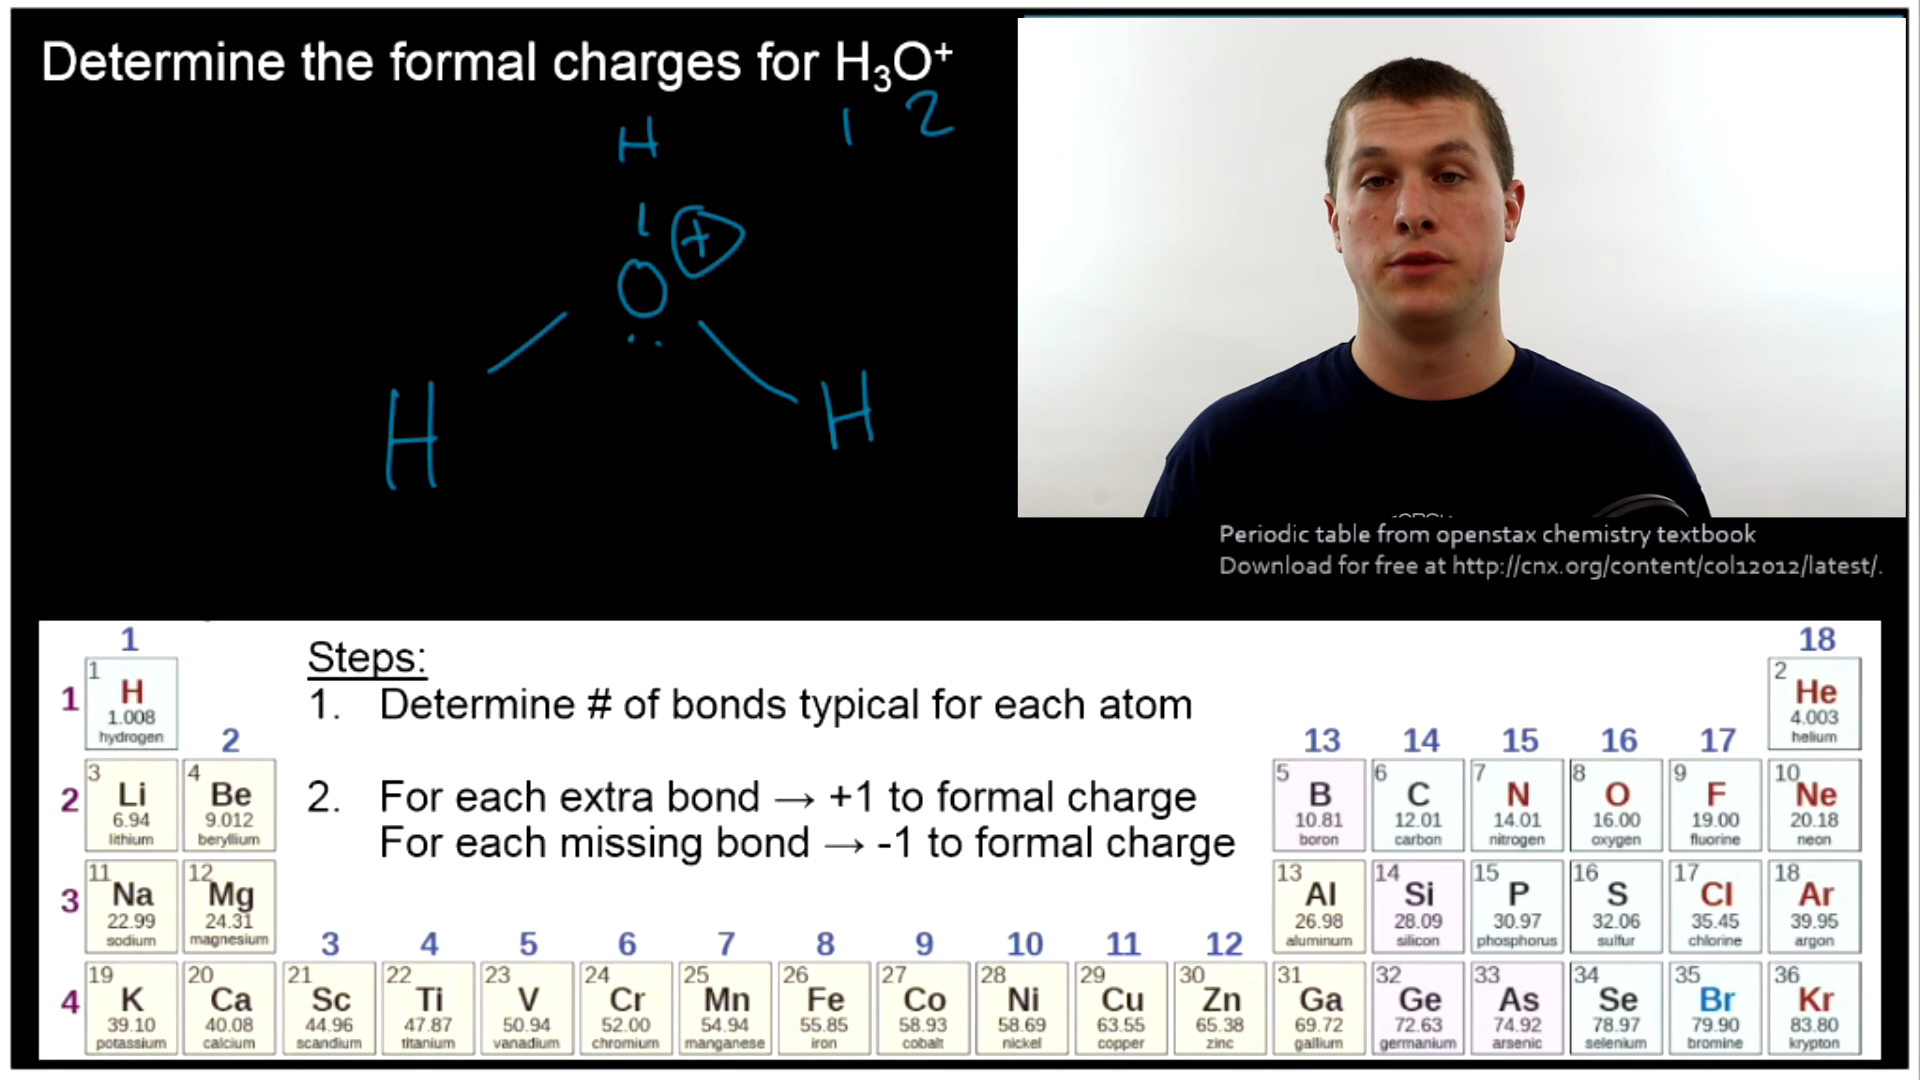 Determine the formal charges for H₃O⁺
1 2
H
+
O
H
H
Periodic table from openstax chemistry textbook
Download for free at http://cnx.org/content/col12012/latest/.
1 18
Steps:
1 1 H 1.008 hydrogen
2 He 4.003 helium
1. Determine # of bonds typical for each atom
2 13 14 15 16 17
2 3 Li 6.94 lithium
4 Be 9.012 beryllium
2. For each extra bond → +1 to formal charge
For each missing bond → -1 to formal charge
5 B 10.81 boron
6 C 12.01 carbon
7 N 14.01 nitrogen
8 O 16.00 oxygen
9 F 19.00 fluorine
10 Ne 20.18 neon
3 11 Na 22.99 sodium
12 Mg 24.31 magnesium
3 4 5 6 7 8 9 10 11 12
13 Al 26.98 aluminum
14 Si 28.09 silicon
15 P 30.97 phosphorus
16 S 32.06 sulfur
17 Cl 35.45 chlorine
18 Ar 39.95 argon
4 19 K 39.10 potassium
20 Ca 40.08 calcium
21 Sc 44.96 scandium
22 Ti 47.87 titanium
23 V 50.94 vanadium
24 Cr 52.00 chromium
25 Mn 54.94 manganese
26 Fe 55.85 iron
27 Co 58.93 cobalt
28 Ni 58.69 nickel
29 Cu 63.55 copper
30 Zn 65.38 zinc
31 Ga 69.72 gallium
32 Ge 72.63 germanium
33 As 74.92 arsenic
34 Se 78.97 selenium
35 Br 79.90 bromine
36 Kr 83.80 krypton